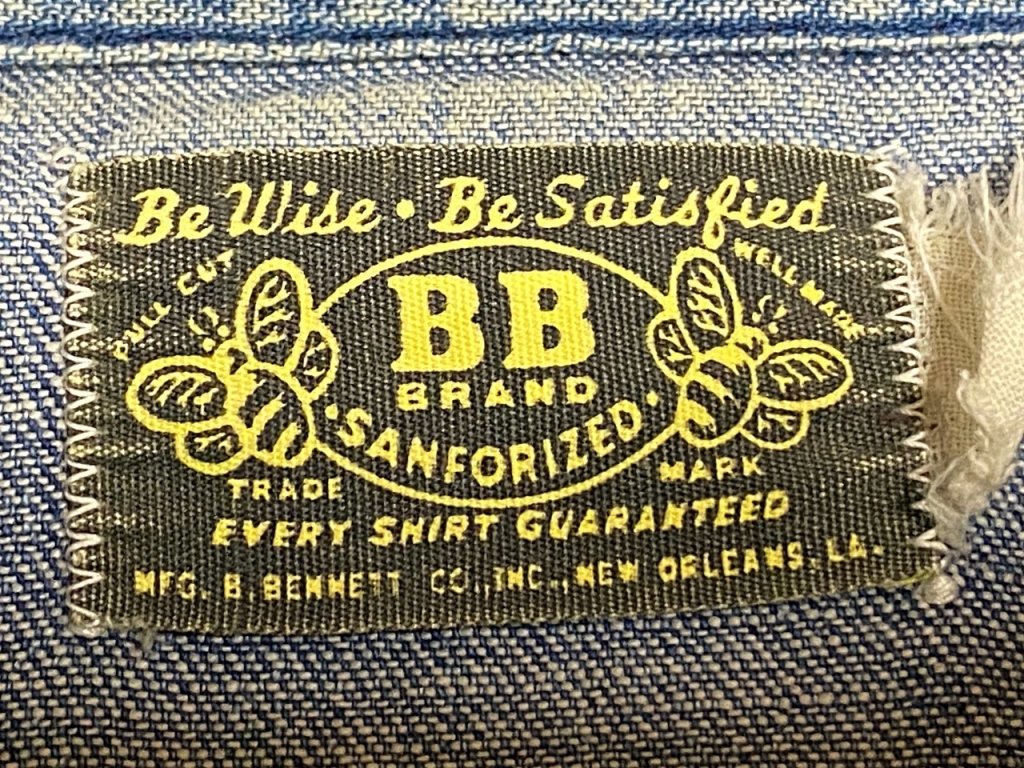 Be Wise • Be Satisfied
FULL CUT
WELL MADE
BB
BRAND
• SANFORIZED •
TRADE MARK
EVERY SHIRT GUARANTEED
MFG. B. BENNETT CO., INC., NEW ORLEANS, LA.